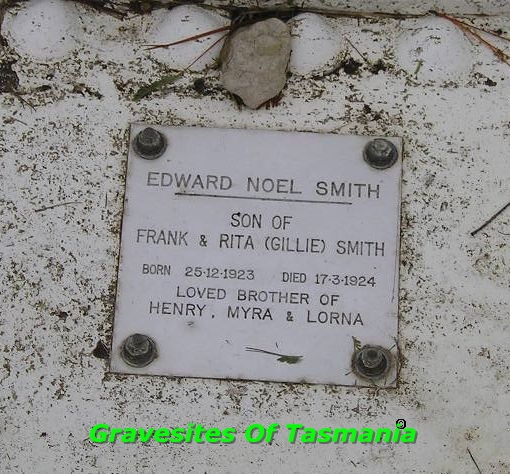 EDWARD NOEL SMITH
SON OF
FRANK & RITA (GILLIE) SMITH
BORN 25-12-1923 DIED 17-3-1924
LOVED BROTHER OF
HENRY, MYRA & LORNA
Gravesites Of Tasmania